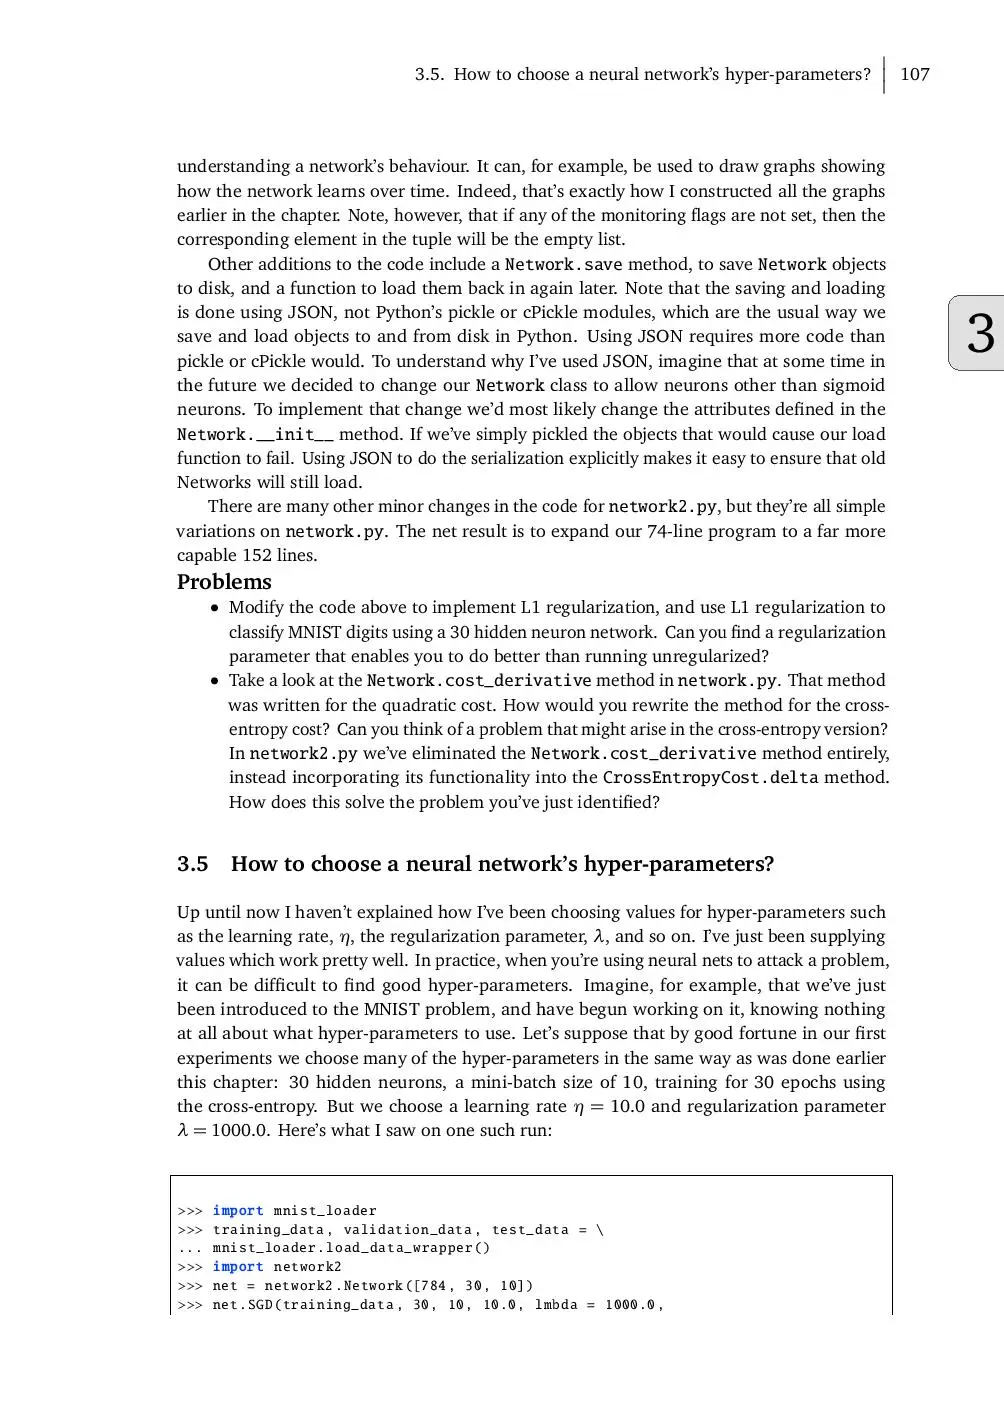 3.5. How to choose a neural network's hyper-parameters? 107
understanding a network's behaviour. It can, for example, be used to draw graphs showing
how the network learns over time. Indeed, that's exactly how I constructed all the graphs
earlier in the chapter. Note, however, that if any of the monitoring flags are not set, then the
corresponding element in the tuple will be the empty list.
Other additions to the code include a Network.save method, to save Network objects
to disk, and a function to load them back in again later. Note that the saving and loading
is done using JSON, not Python's pickle or cPickle modules, which are the usual way we
3
save and load objects to and from disk in Python. Using JSON requires more code than
pickle or cPickle would. To understand why I've used JSON, imagine that at some time in
the future we decided to change our Network class to allow neurons other than sigmoid
neurons. To implement that change we'd most likely change the attributes defined in the
Network.__init__ method. If we've simply pickled the objects that would cause our load
function to fail. Using JSON to do the serialization explicitly makes it easy to ensure that old
Networks will still load.
There are many other minor changes in the code for network2.py, but they're all simple
variations on network.py. The net result is to expand our 74-line program to a far more
capable 152 lines.
Problems
• Modify the code above to implement L1 regularization, and use L1 regularization to
classify MNIST digits using a 30 hidden neuron network. Can you find a regularization
parameter that enables you to do better than running unregularized?
• Take a look at the Network.cost_derivative method in network.py. That method
was written for the quadratic cost. How would you rewrite the method for the cross-
entropy cost? Can you think of a problem that might arise in the cross-entropy version?
In network2.py we've eliminated the Network.cost_derivative method entirely,
instead incorporating its functionality into the CrossEntropyCost.delta method.
How does this solve the problem you've just identified?
3.5 How to choose a neural network's hyper-parameters?
Up until now I haven't explained how I've been choosing values for hyper-parameters such
as the learning rate, η, the regularization parameter, λ, and so on. I've just been supplying
values which work pretty well. In practice, when you're using neural nets to attack a problem,
it can be difficult to find good hyper-parameters. Imagine, for example, that we've just
been introduced to the MNIST problem, and have begun working on it, knowing nothing
at all about what hyper-parameters to use. Let's suppose that by good fortune in our first
experiments we choose many of the hyper-parameters in the same way as was done earlier
this chapter: 30 hidden neurons, a mini-batch size of 10, training for 30 epochs using
the cross-entropy. But we choose a learning rate η = 10.0 and regularization parameter
λ = 1000.0. Here's what I saw on one such run:
>>> import mnist_loader
>>> training_data, validation_data, test_data = \
... mnist_loader.load_data_wrapper()
>>> import network2
>>> net = network2.Network([784, 30, 10])
>>> net.SGD(training_data, 30, 10, 10.0, lmbda = 1000.0,